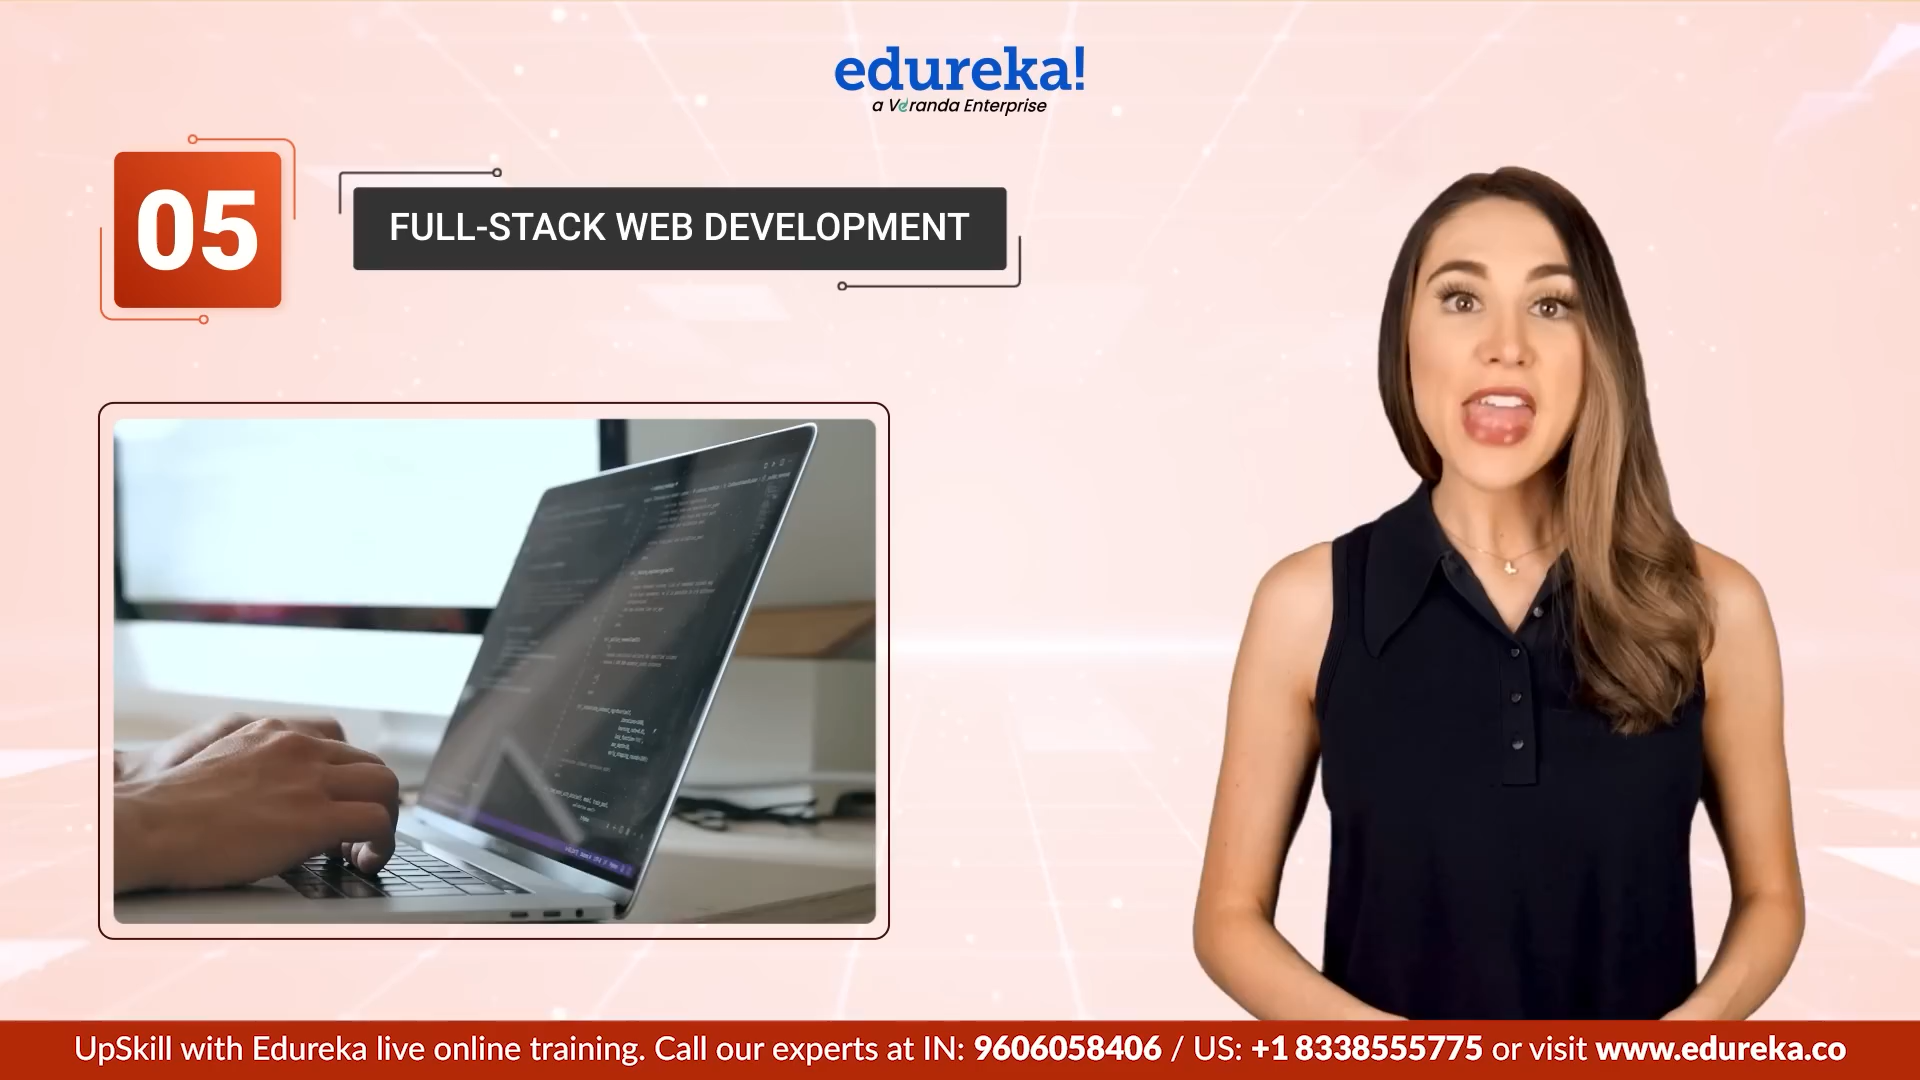 edureka!
a Veranda Enterprise
05
FULL-STACK WEB DEVELOPMENT
UpSkill with Edureka live online training. Call our experts at IN: 9606058406 / US: +1 8338555775 or visit www.edureka.co